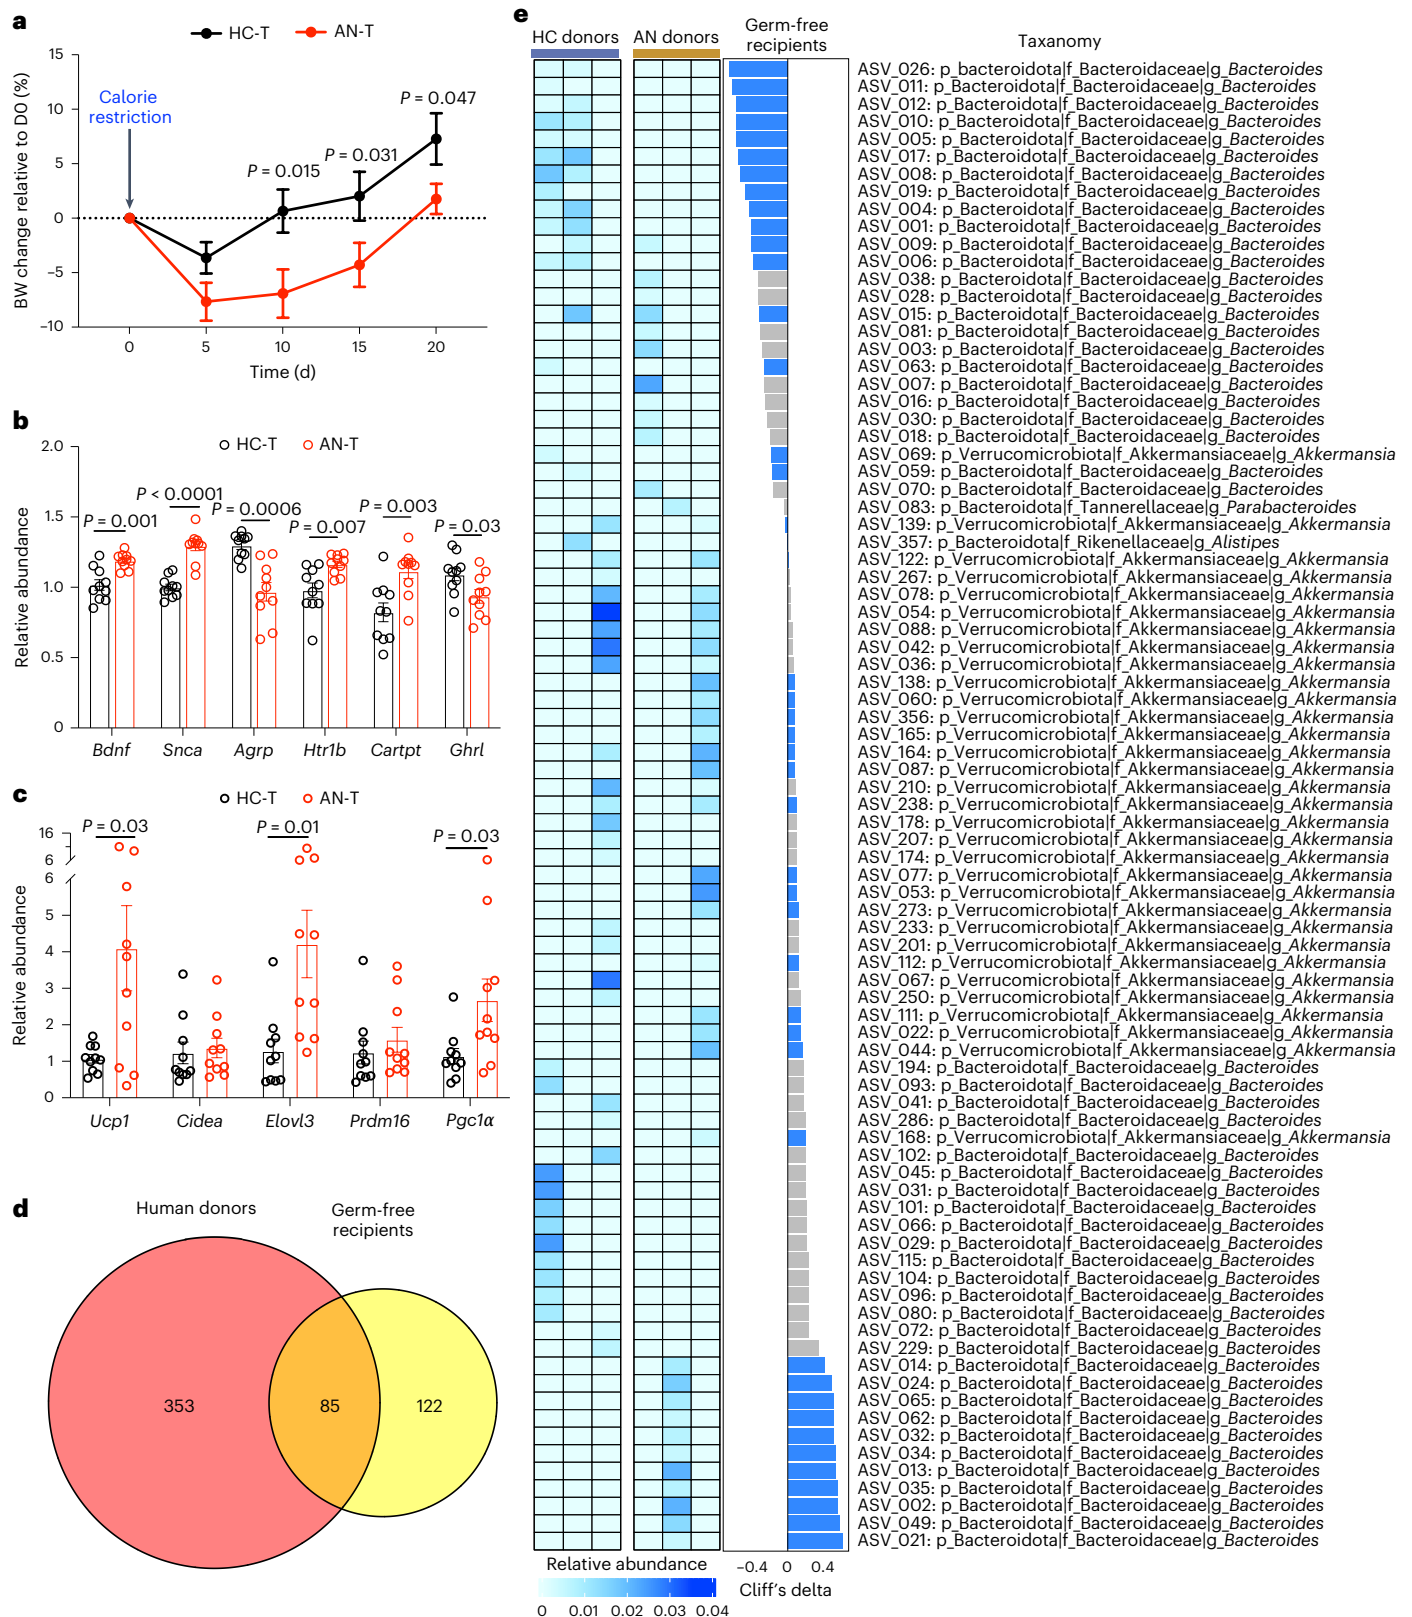 a
HC-T
AN-T
BW change relative to D0 (%)
15
10
5
0
−5
−10
Calorie
restriction
P = 0.015
P = 0.031
P = 0.047
0
5
10
15
20
Time (d)
b
HC-T
AN-T
Relative abundance
2.0
1.5
1.0
0.5
0
P = 0.001
P < 0.0001
P = 0.0006
P = 0.007
P = 0.003
P = 0.03
Bdnf
Snca
Agrp
Htr1b
Cartpt
Ghrl
c
HC-T
AN-T
Relative abundance
16
6
6
5
4
3
2
1
0
P = 0.03
P = 0.01
P = 0.03
Ucp1
Cidea
Elovl3
Prdm16
Pgc1α
d
Human donors
Germ-free
recipients
353
85
122
e
HC donors
AN donors
Germ-free
recipients
Taxanomy
ASV_026: p_bacteroidota|f_Bacteroidaceae|g_Bacteroides
ASV_011: p_Bacteroidota|f_Bacteroidaceae|g_Bacteroides
ASV_012: p_Bacteroidota|f_Bacteroidaceae|g_Bacteroides
ASV_010: p_Bacteroidota|f_Bacteroidaceae|g_Bacteroides
ASV_005: p_Bacteroidota|f_Bacteroidaceae|g_Bacteroides
ASV_017: p_Bacteroidota|f_Bacteroidaceae|g_Bacteroides
ASV_008: p_Bacteroidota|f_Bacteroidaceae|g_Bacteroides
ASV_019: p_Bacteroidota|f_Bacteroidaceae|g_Bacteroides
ASV_004: p_Bacteroidota|f_Bacteroidaceae|g_Bacteroides
ASV_001: p_Bacteroidota|f_Bacteroidaceae|g_Bacteroides
ASV_009: p_Bacteroidota|f_Bacteroidaceae|g_Bacteroides
ASV_006: p_Bacteroidota|f_Bacteroidaceae|g_Bacteroides
ASV_038: p_Bacteroidota|f_Bacteroidaceae|g_Bacteroides
ASV_028: p_Bacteroidota|f_Bacteroidaceae|g_Bacteroides
ASV_015: p_Bacteroidota|f_Bacteroidaceae|g_Bacteroides
ASV_081: p_Bacteroidota|f_Bacteroidaceae|g_Bacteroides
ASV_003: p_Bacteroidota|f_Bacteroidaceae|g_Bacteroides
ASV_063: p_Bacteroidota|f_Bacteroidaceae|g_Bacteroides
ASV_007: p_Bacteroidota|f_Bacteroidaceae|g_Bacteroides
ASV_016: p_Bacteroidota|f_Bacteroidaceae|g_Bacteroides
ASV_030: p_Bacteroidota|f_Bacteroidaceae|g_Bacteroides
ASV_018: p_Bacteroidota|f_Bacteroidaceae|g_Bacteroides
ASV_069: p_Verrucomicrobiota|f_Akkermansiaceae|g_Akkermansia
ASV_059: p_Bacteroidota|f_Bacteroidaceae|g_Bacteroides
ASV_070: p_Bacteroidota|f_Bacteroidaceae|g_Bacteroides
ASV_083: p_Bacteroidota|f_Tannerellaceae|g_Parabacteroides
ASV_139: p_Verrucomicrobiota|f_Akkermansiaceae|g_Akkermansia
ASV_357: p_Bacteroidota|f_Rikenellaceae|g_Alistipes
ASV_122: p_Verrucomicrobiota|f_Akkermansiaceae|g_Akkermansia
ASV_267: p_Verrucomicrobiota|f_Akkermansiaceae|g_Akkermansia
ASV_078: p_Verrucomicrobiota|f_Akkermansiaceae|g_Akkermansia
ASV_054: p_Verrucomicrobiota|f_Akkermansiaceae|g_Akkermansia
ASV_088: p_Verrucomicrobiota|f_Akkermansiaceae|g_Akkermansia
ASV_042: p_Verrucomicrobiota|f_Akkermansiaceae|g_Akkermansia
ASV_036: p_Verrucomicrobiota|f_Akkermansiaceae|g_Akkermansia
ASV_138: p_Verrucomicrobiota|f_Akkermansiaceae|g_Akkermansia
ASV_060: p_Verrucomicrobiota|f_Akkermansiaceae|g_Akkermansia
ASV_356: p_Verrucomicrobiota|f_Akkermansiaceae|g_Akkermansia
ASV_165: p_Verrucomicrobiota|f_Akkermansiaceae|g_Akkermansia
ASV_164: p_Verrucomicrobiota|f_Akkermansiaceae|g_Akkermansia
ASV_087: p_Verrucomicrobiota|f_Akkermansiaceae|g_Akkermansia
ASV_210: p_Verrucomicrobiota|f_Akkermansiaceae|g_Akkermansia
ASV_238: p_Verrucomicrobiota|f_Akkermansiaceae|g_Akkermansia
ASV_178: p_Verrucomicrobiota|f_Akkermansiaceae|g_Akkermansia
ASV_207: p_Verrucomicrobiota|f_Akkermansiaceae|g_Akkermansia
ASV_174: p_Verrucomicrobiota|f_Akkermansiaceae|g_Akkermansia
ASV_077: p_Verrucomicrobiota|f_Akkermansiaceae|g_Akkermansia
ASV_053: p_Verrucomicrobiota|f_Akkermansiaceae|g_Akkermansia
ASV_273: p_Verrucomicrobiota|f_Akkermansiaceae|g_Akkermansia
ASV_233: p_Verrucomicrobiota|f_Akkermansiaceae|g_Akkermansia
ASV_201: p_Verrucomicrobiota|f_Akkermansiaceae|g_Akkermansia
ASV_112: p_Verrucomicrobiota|f_Akkermansiaceae|g_Akkermansia
ASV_067: p_Verrucomicrobiota|f_Akkermansiaceae|g_Akkermansia
ASV_250: p_Verrucomicrobiota|f_Akkermansiaceae|g_Akkermansia
ASV_111: p_Verrucomicrobiota|f_Akkermansiaceae|g_Akkermansia
ASV_022: p_Verrucomicrobiota|f_Akkermansiaceae|g_Akkermansia
ASV_044: p_Verrucomicrobiota|f_Akkermansiaceae|g_Akkermansia
ASV_194: p_Bacteroidota|f_Bacteroidaceae|g_Bacteroides
ASV_093: p_Bacteroidota|f_Bacteroidaceae|g_Bacteroides
ASV_041: p_Bacteroidota|f_Bacteroidaceae|g_Bacteroides
ASV_286: p_Bacteroidota|f_Bacteroidaceae|g_Bacteroides
ASV_168: p_Verrucomicrobiota|f_Akkermansiaceae|g_Akkermansia
ASV_102: p_Bacteroidota|f_Bacteroidaceae|g_Bacteroides
ASV_045: p_Bacteroidota|f_Bacteroidaceae|g_Bacteroides
ASV_031: p_Bacteroidota|f_Bacteroidaceae|g_Bacteroides
ASV_101: p_Bacteroidota|f_Bacteroidaceae|g_Bacteroides
ASV_066: p_Bacteroidota|f_Bacteroidaceae|g_Bacteroides
ASV_029: p_Bacteroidota|f_Bacteroidaceae|g_Bacteroides
ASV_115: p_Bacteroidota|f_Bacteroidaceae|g_Bacteroides
ASV_104: p_Bacteroidota|f_Bacteroidaceae|g_Bacteroides
ASV_096: p_Bacteroidota|f_Bacteroidaceae|g_Bacteroides
ASV_080: p_Bacteroidota|f_Bacteroidaceae|g_Bacteroides
ASV_072: p_Bacteroidota|f_Bacteroidaceae|g_Bacteroides
ASV_229: p_Bacteroidota|f_Bacteroidaceae|g_Bacteroides
ASV_014: p_Bacteroidota|f_Bacteroidaceae|g_Bacteroides
ASV_024: p_Bacteroidota|f_Bacteroidaceae|g_Bacteroides
ASV_065: p_Bacteroidota|f_Bacteroidaceae|g_Bacteroides
ASV_062: p_Bacteroidota|f_Bacteroidaceae|g_Bacteroides
ASV_032: p_Bacteroidota|f_Bacteroidaceae|g_Bacteroides
ASV_034: p_Bacteroidota|f_Bacteroidaceae|g_Bacteroides
ASV_013: p_Bacteroidota|f_Bacteroidaceae|g_Bacteroides
ASV_035: p_Bacteroidota|f_Bacteroidaceae|g_Bacteroides
ASV_002: p_Bacteroidota|f_Bacteroidaceae|g_Bacteroides
ASV_049: p_Bacteroidota|f_Bacteroidaceae|g_Bacteroides
ASV_021: p_Bacteroidota|f_Bacteroidaceae|g_Bacteroides
Relative abundance
0
0.01
0.02
0.03
0.04
−0.4
0
0.4
Cliff's delta